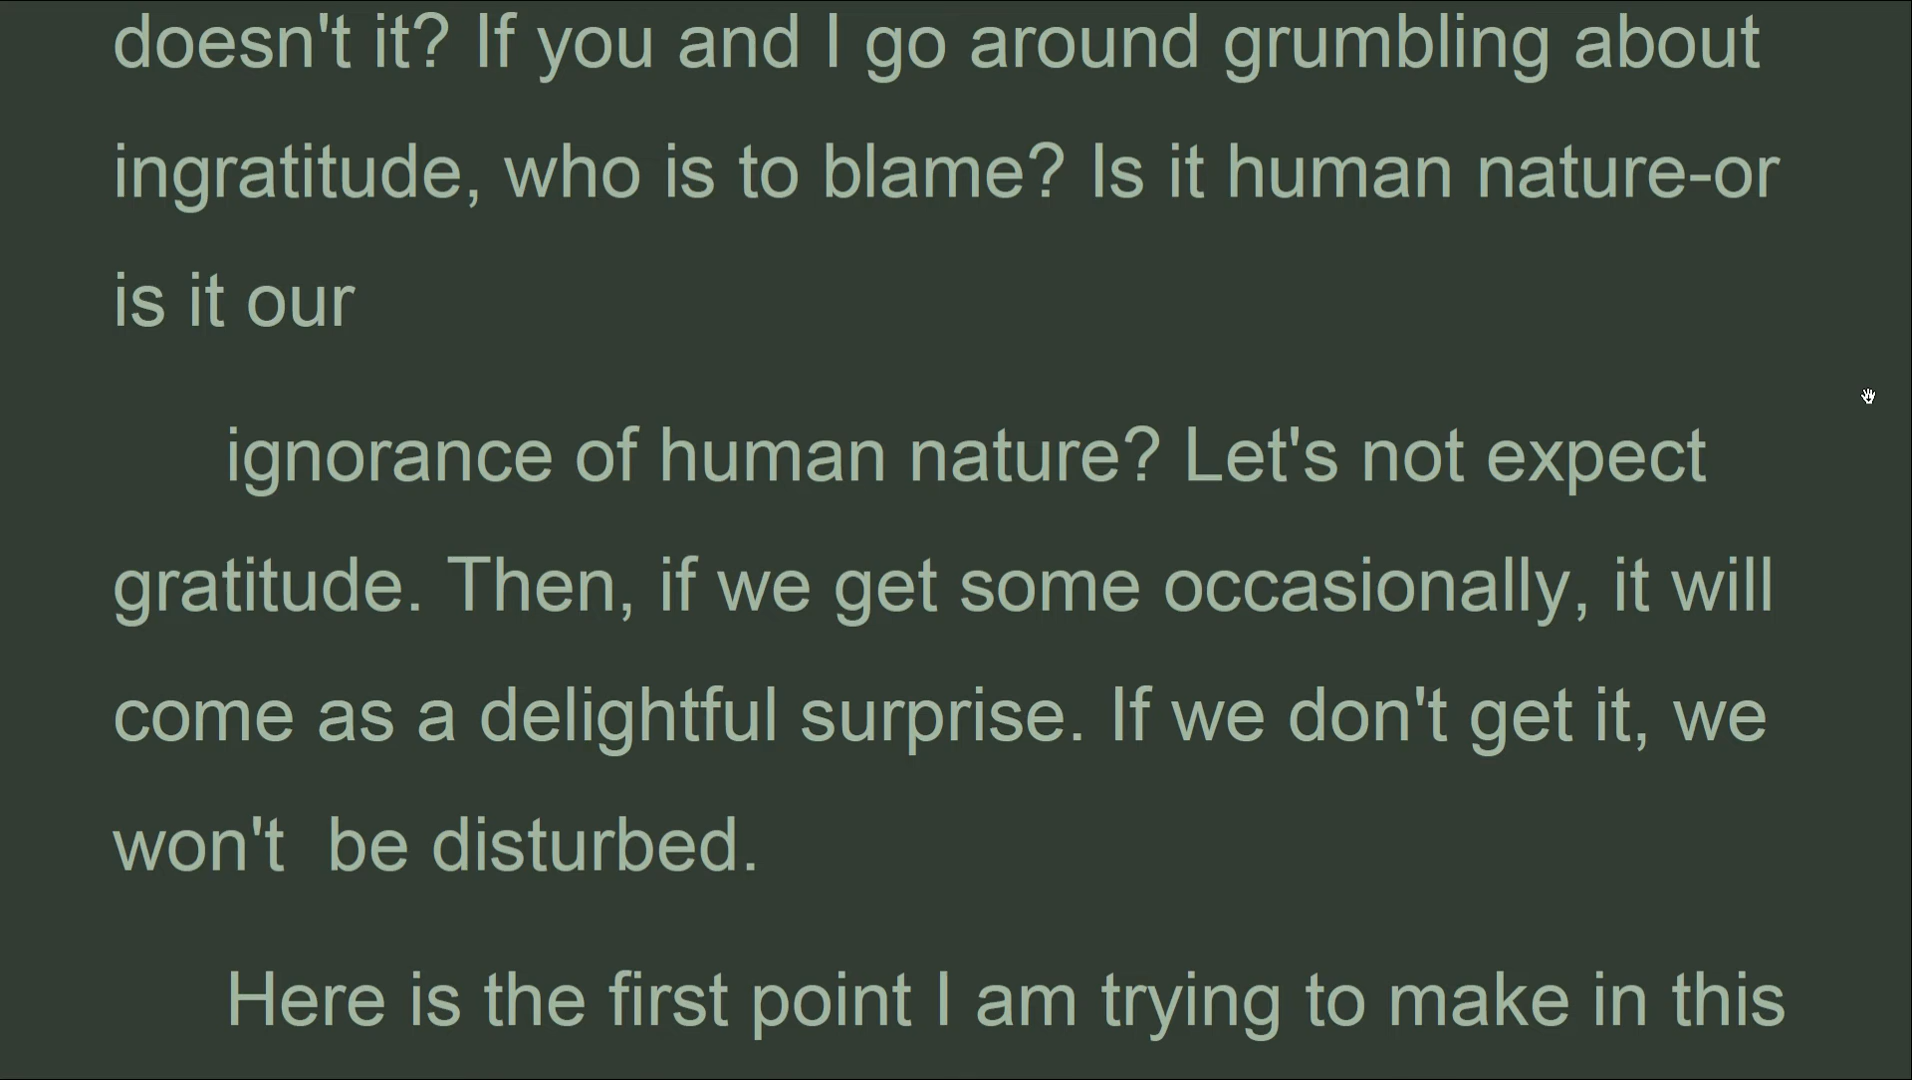 doesn't it? If you and I go around grumbling about
ingratitude, who is to blame? Is it human nature-or
is it our
ignorance of human nature? Let's not expect
gratitude. Then, if we get some occasionally, it will
come as a delightful surprise. If we don't get it, we
won't  be disturbed.
Here is the first point I am trying to make in this